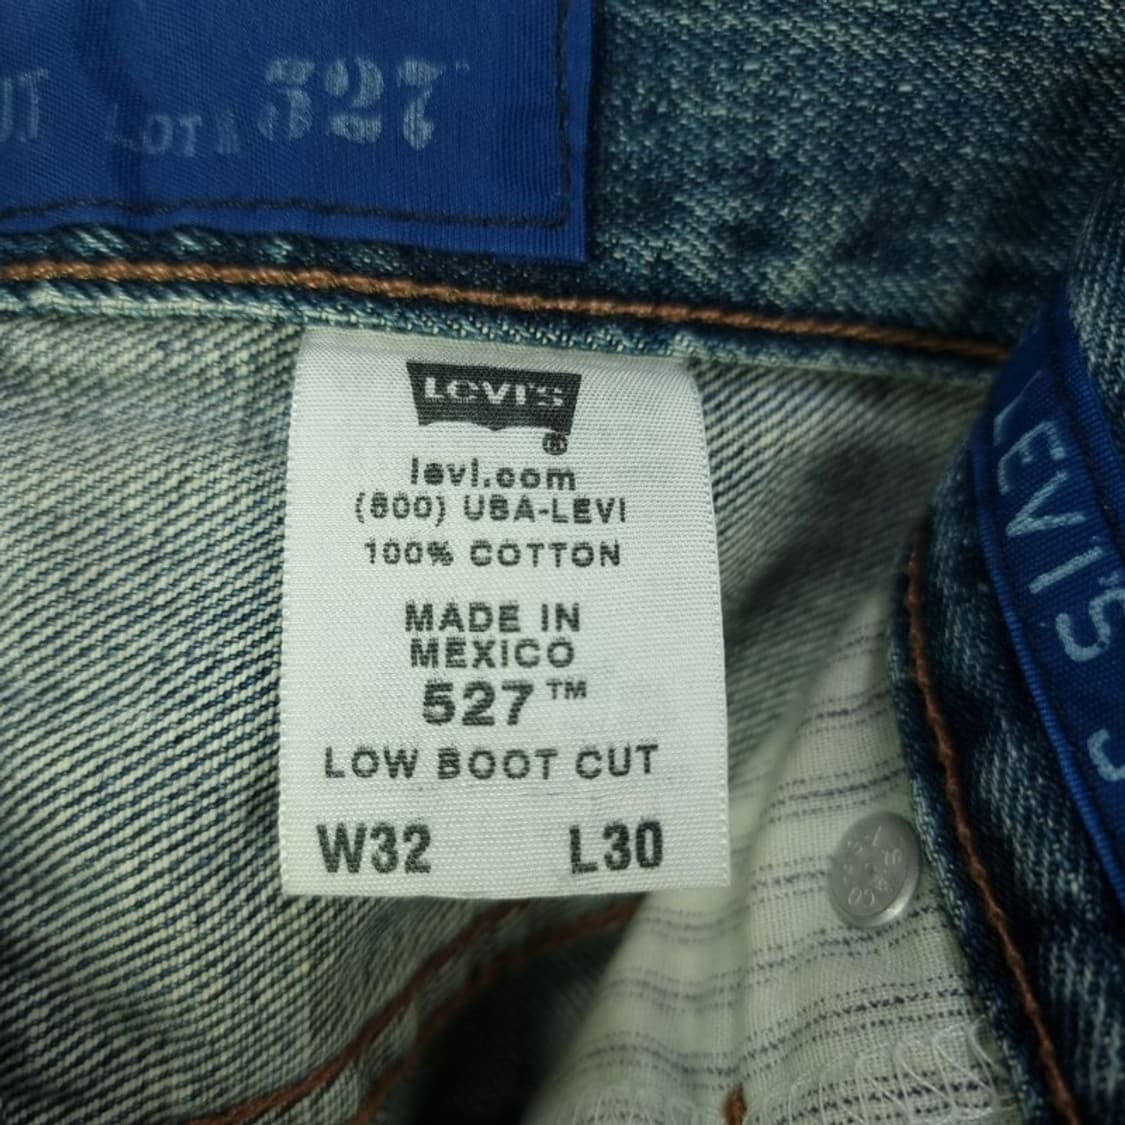 UT LOT & 527
LEVI'S
levi.com
(800) USA-LEVI
100% COTTON
MADE IN
MEXICO
527™
LOW BOOT CUT
W32 L30
LEVI'S J